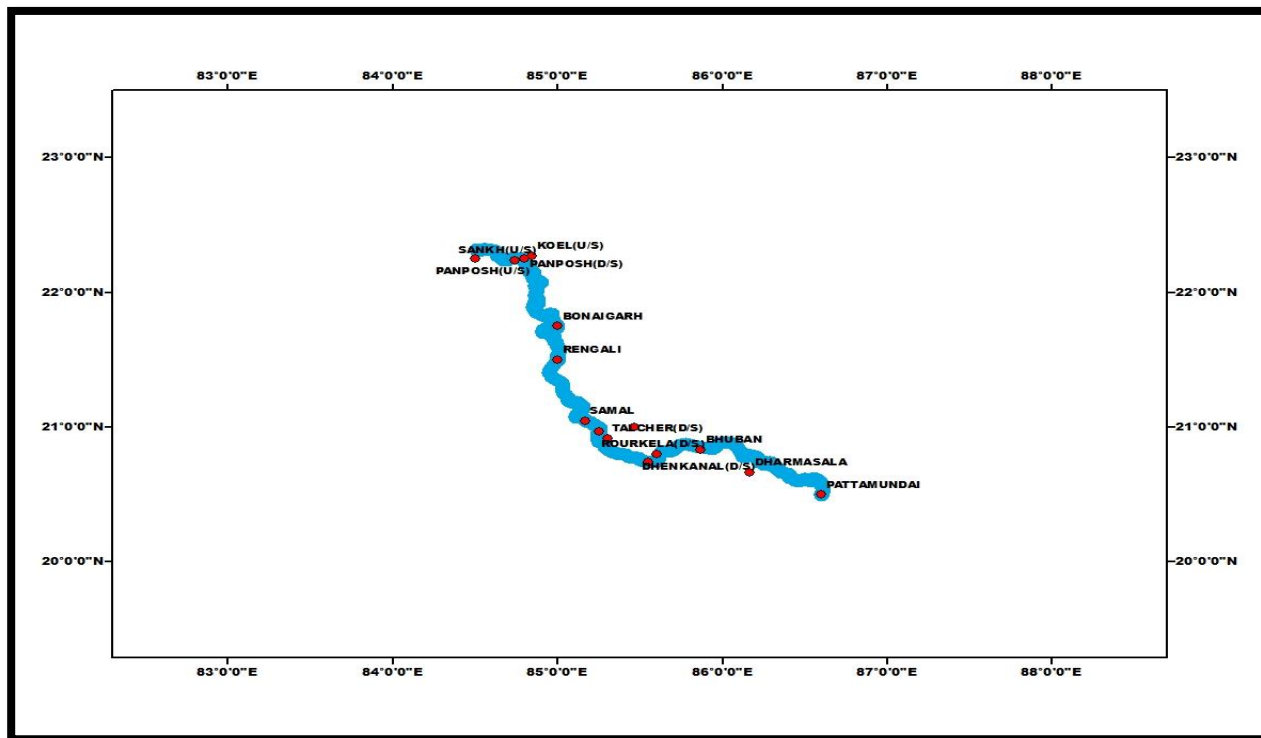 83°0'0"E 84°0'0"E 85°0'0"E 86°0'0"E 87°0'0"E 88°0'0"E
23°0'0"N 23°0'0"N
KOEL(U/S)
SANKH(U/S)
PANPOSH(D/S)
PANPOSH(U/S)
22°0'0"N 22°0'0"N
BONAIGARH
RENGALI
SAMAL
21°0'0"N TALCHER(D/S) 21°0'0"N
ROURKELA(D/S) BHUBAN
DHENKANAL(D/S) DHARMASALA
PATTAMUNDAI
20°0'0"N 20°0'0"N
83°0'0"E 84°0'0"E 85°0'0"E 86°0'0"E 87°0'0"E 88°0'0"E